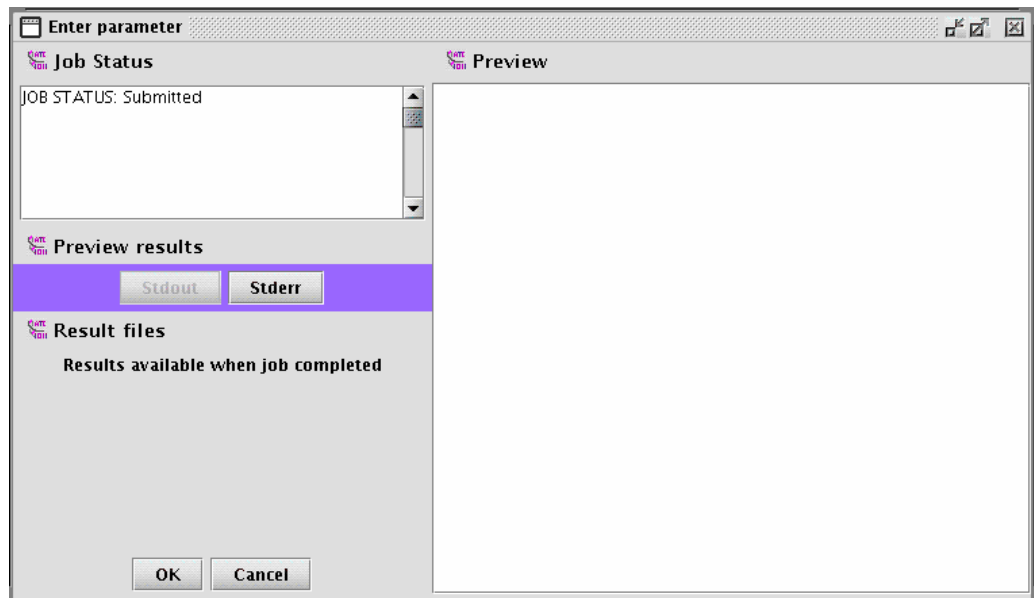 Enter parameter
Job Status
JOB STATUS: Submitted
Preview results
Stdout Stderr
Result files
Results available when job completed
OK Cancel
Preview